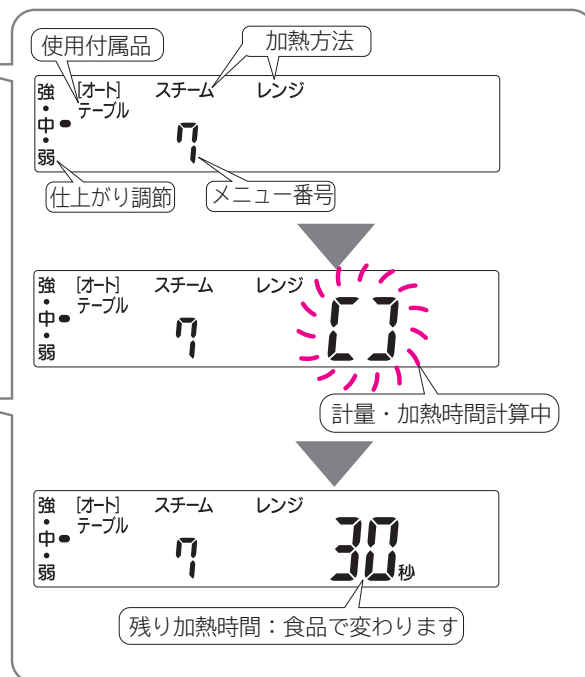 使用付属品
加熱方法
強・中・弱 [オート] テーブル スチーム レンジ
7
仕上がり調節
メニュー番号
強・中・弱 [オート] テーブル スチーム レンジ
7
計量・加熱時間計算中
強・中・弱 [オート] テーブル スチーム レンジ
7 30秒
残り加熱時間：食品で変わります